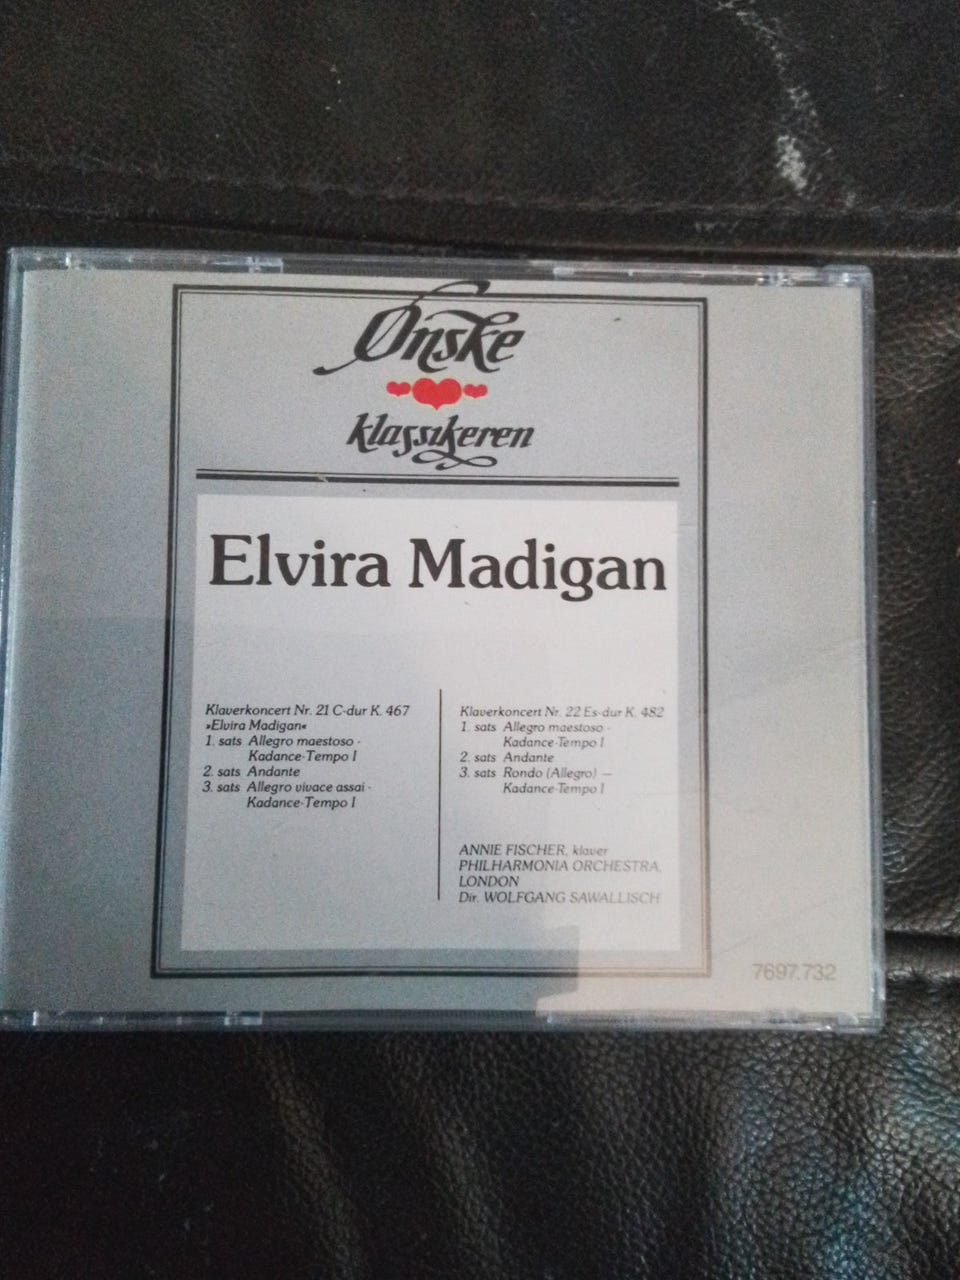 Ønske
klassikeren
Elvira Madigan
Klaverkoncert Nr. 21 C-dur K. 467
»Elvira Madigan«
1. sats Allegro maestoso -
Kadance-Tempo I
2. sats Andante
3. sats Allegro vivace assai -
Kadance-Tempo I
Klaverkoncert Nr. 22 Es-dur K. 482
1. sats Allegro maestoso -
Kadance-Tempo I
2. sats Andante
3. sats Rondo (Allegro) —
Kadance-Tempo I
ANNIE FISCHER, klaver
PHILHARMONIA ORCHESTRA,
LONDON
Dir. WOLFGANG SAWALLISCH
7697.732